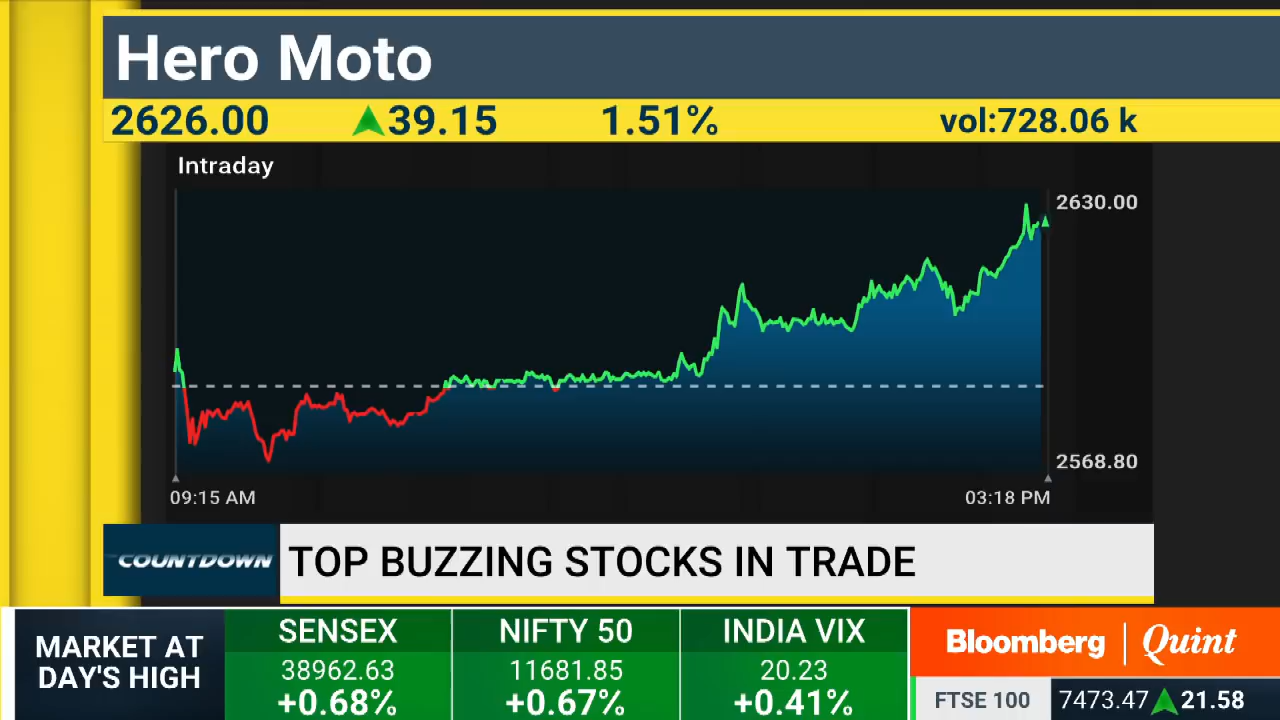 Hero Moto
2626.00 39.15 1.51% vol:728.06 k
Intraday
2630.00
2568.80
09:15 AM 03:18 PM
COUNTDOWN TOP BUZZING STOCKS IN TRADE
MARKET AT
DAY'S HIGH
SENSEX
38962.63
+0.68%
NIFTY 50
11681.85
+0.67%
INDIA VIX
20.23
+0.41%
Bloomberg | Quint
FTSE 100 7473.47 21.58